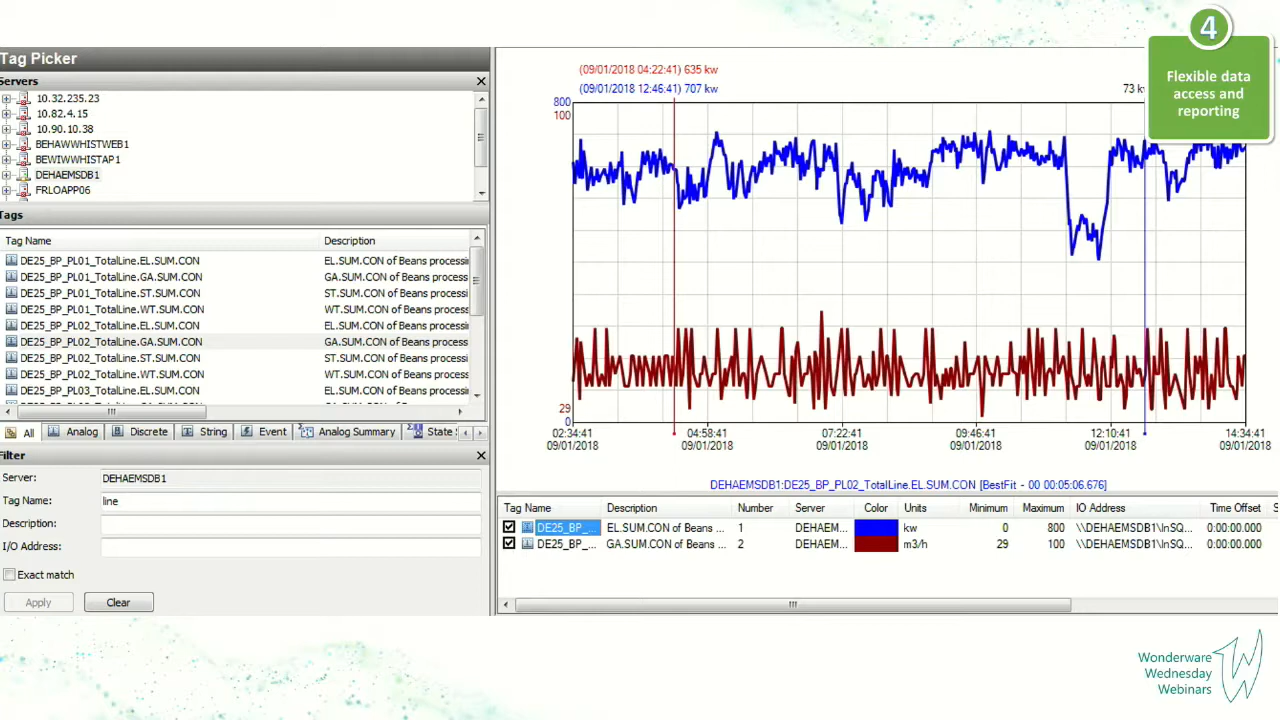 4
Flexible data
access and
reporting
Tag Picker
Servers
10.32.235.23
10.82.4.15
10.90.10.38
BEHAWWHISTWEB1
BEWIWWHISTAP1
DEHAEMSDB1
FRLOAPP06
Tags
Tag Name Description
DE25_BP_PL01_TotalLine.EL.SUM.CON EL.SUM.CON of Beans processin
DE25_BP_PL01_TotalLine.GA.SUM.CON GA.SUM.CON of Beans processi
DE25_BP_PL01_TotalLine.ST.SUM.CON ST.SUM.CON of Beans processi
DE25_BP_PL01_TotalLine.WT.SUM.CON WT.SUM.CON of Beans processi
DE25_BP_PL02_TotalLine.EL.SUM.CON EL.SUM.CON of Beans processin
DE25_BP_PL02_TotalLine.GA.SUM.CON GA.SUM.CON of Beans processi
DE25_BP_PL02_TotalLine.ST.SUM.CON ST.SUM.CON of Beans processi
DE25_BP_PL02_TotalLine.WT.SUM.CON WT.SUM.CON of Beans processi
DE25_BP_PL03_TotalLine.EL.SUM.CON EL.SUM.CON of Beans processin
All Analog Discrete String Event Analog Summary State S
Filter
Server: DEHAEMSDB1
Tag Name: line
Description:
I/O Address:
Exact match
Apply Clear
(09/01/2018 04:22:41) 635 kw
(09/01/2018 12:46:41) 707 kw
73 kw
800
100
29
0
02:34:41 04:58:41 07:22:41 09:46:41 12:10:41 14:34:41
09/01/2018 09/01/2018 09/01/2018 09/01/2018 09/01/2018 09/01/2018
DEHAEMSDB1:DE25_BP_PL02_TotalLine.EL.SUM.CON [BestFit - 00 00:05:06.676]
Tag Name Description Number Server Color Units Minimum Maximum IO Address Time Offset S
DE25_BP_... EL.SUM.CON of Beans ... 1 DEHAEM... kw 0 800 \\DEHAEMSDB1\InSQ... 0:00:00.000
DE25_BP_... GA.SUM.CON of Beans ... 2 DEHAEM... m3/h 29 100 \\DEHAEMSDB1\InSQ... 0:00:00.000
Wonderware
Wednesday
Webinars